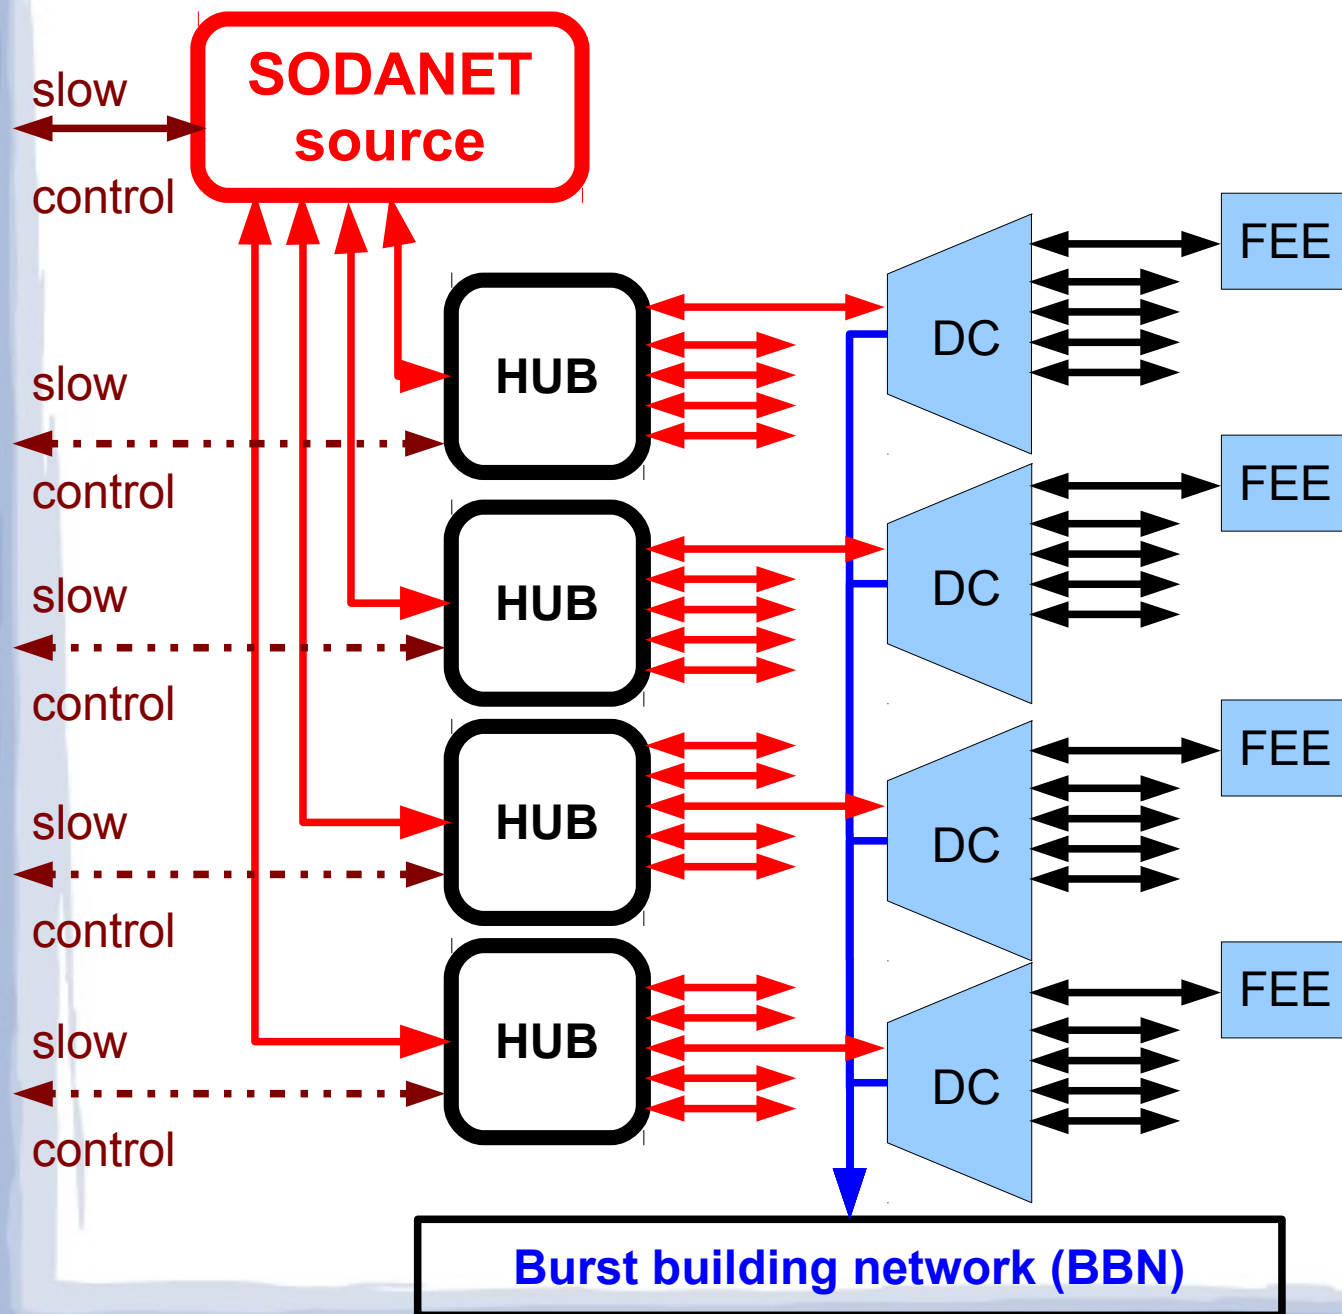 SODANET
source
slow
control
FEE
HUB
DC
slow
control
FEE
HUB
DC
slow
control
FEE
HUB
DC
slow
control
FEE
HUB
DC
slow
control
Burst building network (BBN)